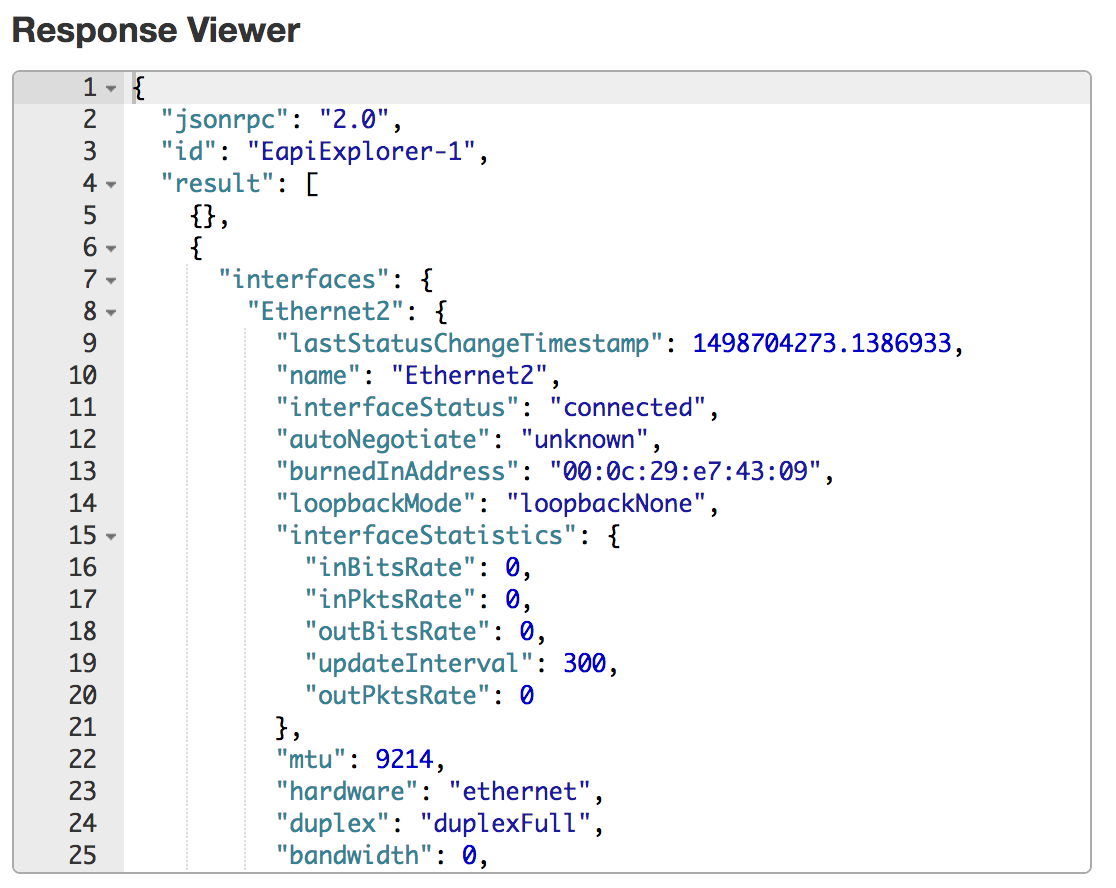 Response Viewer
1 {
2 "jsonrpc": "2.0",
3 "id": "EapiExplorer-1",
4 "result": [
5 {},
6 {
7 "interfaces": {
8 "Ethernet2": {
9 "lastStatusChangeTimestamp": 1498704273.1386933,
10 "name": "Ethernet2",
11 "interfaceStatus": "connected",
12 "autoNegotiate": "unknown",
13 "burnedInAddress": "00:0c:29:e7:43:09",
14 "loopbackMode": "loopbackNone",
15 "interfaceStatistics": {
16 "inBitsRate": 0,
17 "inPktsRate": 0,
18 "outBitsRate": 0,
19 "updateInterval": 300,
20 "outPktsRate": 0
21 },
22 "mtu": 9214,
23 "hardware": "ethernet",
24 "duplex": "duplexFull",
25 "bandwidth": 0,